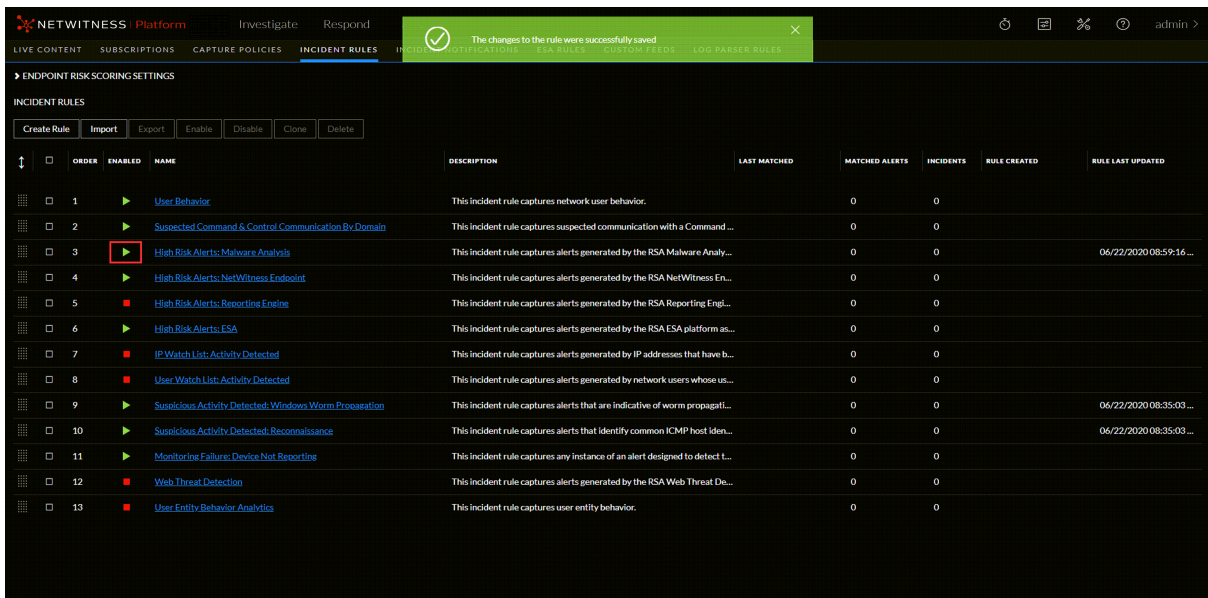 NETWITNESS Platform Investigate Respond admin >
The changes to the rule were successfully saved
LIVE CONTENT SUBSCRIPTIONS CAPTURE POLICIES INCIDENT RULES NOTIFICATIONS ESA RULES CUSTOM FEEDS LOG PARSER RULES
ENDPOINT RISK SCORING SETTINGS
INCIDENT RULES
Create Rule Import Export Enable Disable Clone Delete
ORDER ENABLED NAME DESCRIPTION LAST MATCHED MATCHED ALERTS INCIDENTS RULE CREATED RULE LAST UPDATED
1 User Behavior This incident rule captures network user behavior. 0 0
2 Suspected Command & Control Communication By Domain This incident rule captures suspected communication with a Command ... 0 0
3 High Risk Alerts: Malware Analysis This incident rule captures alerts generated by the RSA Malware Analy... 0 0 06/22/2020 08:59:16 ...
4 High Risk Alerts: NetWitness Endpoint This incident rule captures alerts generated by the RSA NetWitness En... 0 0
5 High Risk Alerts: Reporting Engine This incident rule captures alerts generated by the RSA Reporting Engi... 0 0
6 High Risk Alerts: ESA This incident rule captures alerts generated by the RSA ESA platform as... 0 0
7 IP Watch List: Activity Detected This incident rule captures alerts generated by IP addresses that have b... 0 0
8 User Watch List: Activity Detected This incident rule captures alerts generated by network users whose us... 0 0
9 Suspicious Activity Detected: Windows Worm Propagation This incident rule captures alerts that are indicative of worm propagati... 0 0 06/22/2020 08:35:03 ...
10 Suspicious Activity Detected: Reconnaissance This incident rule captures alerts that identify common ICMP host iden... 0 0 06/22/2020 08:35:03 ...
11 Monitoring Failure: Device Not Reporting This incident rule captures any instance of an alert designed to detect t... 0 0
12 Web Threat Detection This incident rule captures alerts generated by the RSA Web Threat De... 0 0
13 User Entity Behavior Analytics This incident rule captures user entity behavior. 0 0